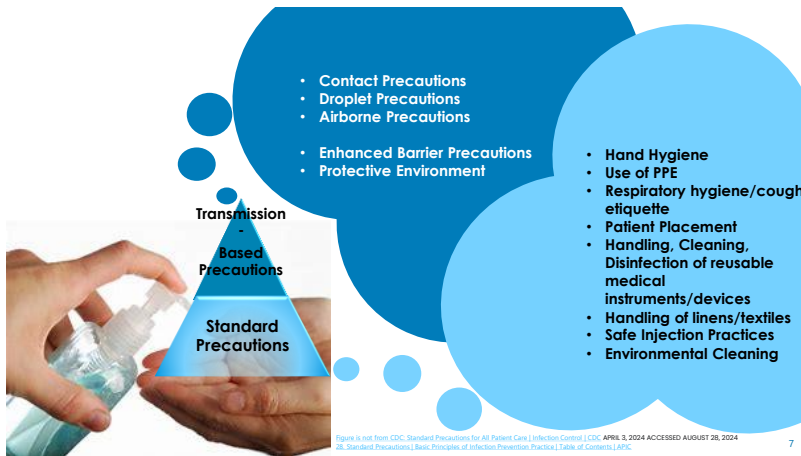 • Contact Precautions
• Droplet Precautions
• Airborne Precautions
• Enhanced Barrier Precautions
• Protective Environment
• Hand Hygiene
• Use of PPE
• Respiratory hygiene/cough
etiquette
• Patient Placement
• Handling, Cleaning,
Disinfection of reusable
medical
instruments/devices
• Handling of linens/textiles
• Safe Injection Practices
• Environmental Cleaning
Transmission
-
Based
Precautions
Standard
Precautions
Figure is not from CDC: Standard Precautions for All Patient Care | Infection Control | CDC APRIL 3, 2024 ACCESSED AUGUST 28, 2024
28. Standard Precautions | Basic Principles of Infection Prevention Practice | Table of Contents | APIC
7